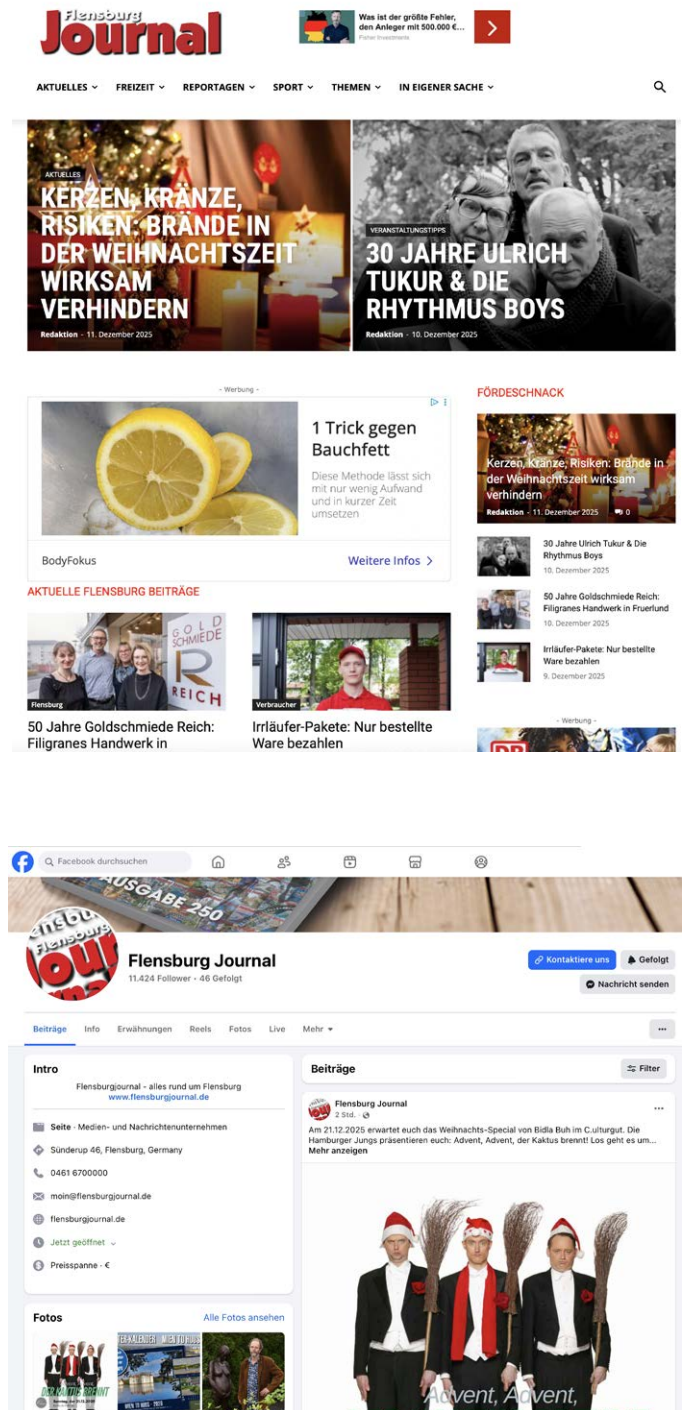 Flensburg
Journal
Was ist der größte Fehler,
den Anleger mit 500.000 €...
Fisher Investments
AKTUELLES
FREIZEIT
REPORTAGEN
SPORT
THEMEN
IN EIGENER SACHE
AKTUELLES
KERZEN, KRÄNZE,
RISIKEN: BRÄNDE IN
DER WEIHNACHTSZEIT
WIRKSAM
VERHINDERN
Redaktion - 11. Dezember 2025
VERANSTALTUNGSTIPPS
30 JAHRE ULRICH
TUKUR & DIE
RHYTHMUS BOYS
Redaktion - 10. Dezember 2025
- Werbung -
1 Trick gegen
Bauchfett
Diese Methode lässt sich
mit nur wenig Aufwand
und in kurzer Zeit
umsetzen
BodyFokus
Weitere Infos
AKTUELLE FLENSBURG BEITRÄGE
GOLD
SCHMIEDE
R
REICH
Flensburg
50 Jahre Goldschmiede Reich:
Filigranes Handwerk in
Verbraucher
Irrläufer-Pakete: Nur bestellte
Ware bezahlen
FÖRDESCHNACK
Kerzen, Kränze, Risiken: Brände in
der Weihnachtszeit wirksam
verhindern
Redaktion - 11. Dezember 2025 0
30 Jahre Ulrich Tukur & Die
Rhythmus Boys
10. Dezember 2025
50 Jahre Goldschmiede Reich:
Filigranes Handwerk in Fruerlund
10. Dezember 2025
Irrläufer-Pakete: Nur bestellte
Ware bezahlen
9. Dezember 2025
- Werbung -
DB
Facebook durchsuchen
AUSGABE 250
Flensburg
Jour
Flensburg Journal
11.424 Follower • 46 Gefolgt
Kontaktiere uns
Gefolgt
Nachricht senden
Beiträge
Info
Erwähnungen
Reels
Fotos
Live
Mehr
Intro
Flensburgjournal - alles rund um Flensburg
www.flensburgjournal.de
Seite · Medien- und Nachrichtenunternehmen
Sünderup 46, Flensburg, Germany
0461 6700000
moin@flensburgjournal.de
flensburgjournal.de
Jetzt geöffnet
Preisspanne · €
Fotos
Alle Fotos ansehen
DER KAKTUS BRENNT
Beiträge
Filter
Flensburg Journal
2 Std. ·
Am 21.12.2025 erwartet euch das Weihnachts-Special von Bidla Buh im C.ulturgut. Die
Hamburger Jungs präsentieren euch: Advent, Advent, der Kaktus brennt! Los geht es um...
Mehr anzeigen
Advent, Advent,